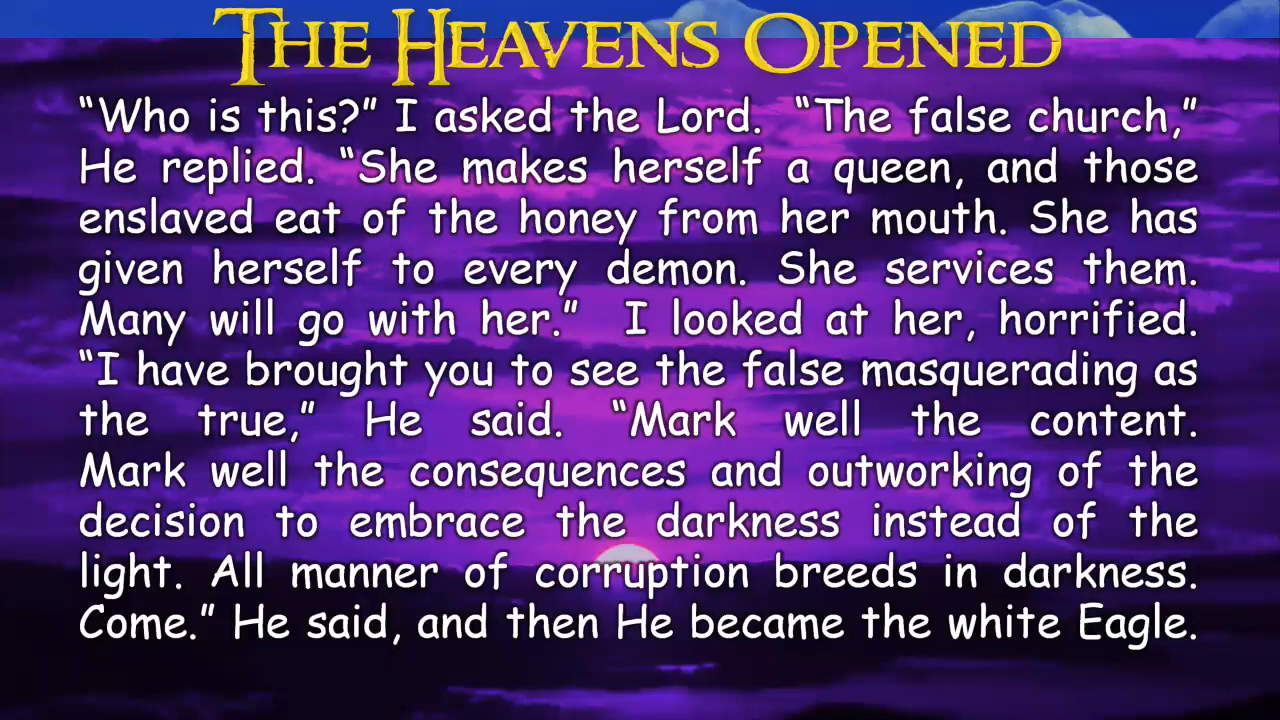 THE HEAVENS OPENED
“Who is this?” I asked the Lord. “The false church,”
He replied. “She makes herself a queen, and those
enslaved eat of the honey from her mouth. She has
given herself to every demon. She services them.
Many will go with her.” I looked at her, horrified.
“I have brought you to see the false masquerading as
the true,” He said. “Mark well the content.
Mark well the consequences and outworking of the
decision to embrace the darkness instead of the
light. All manner of corruption breeds in darkness.
Come.” He said, and then He became the white Eagle.